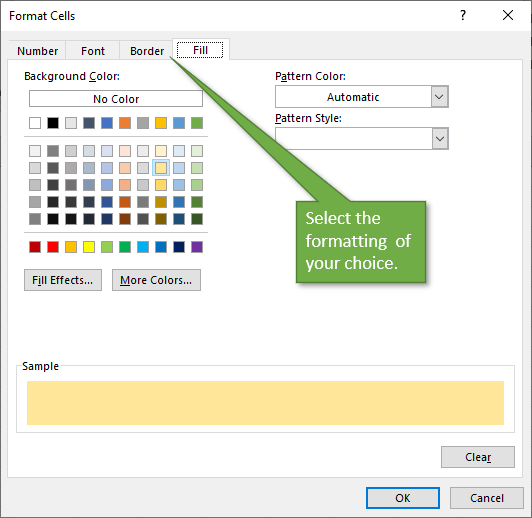 Format Cells
? ×
Number Font Border Fill
Background Color:
No Color
Pattern Color:
Automatic
Pattern Style:
Select the
formatting of
your choice.
Fill Effects... More Colors...
Sample
Clear
OK Cancel